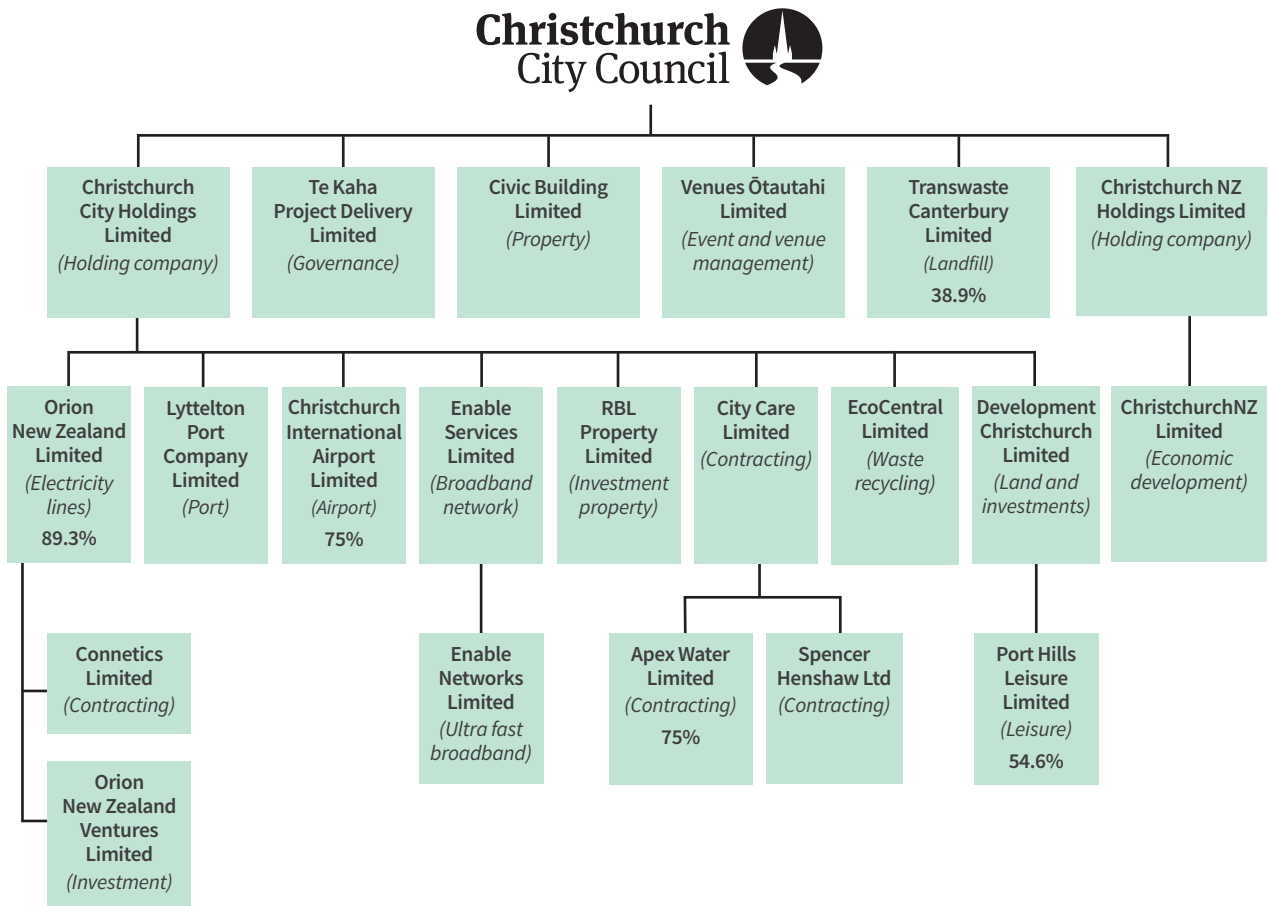 Christchurch
City Council
Christchurch
City Holdings
Limited
(Holding company)
Te Kaha
Project Delivery
Limited
(Governance)
Civic Building
Limited
(Property)
Venues Ōtautahi
Limited
(Event and venue
management)
Transwaste
Canterbury
Limited
(Landfill)
38.9%
Christchurch NZ
Holdings Limited
(Holding company)
Orion
New Zealand
Limited
(Electricity
lines)
89.3%
Lyttelton
Port
Company
Limited
(Port)
Christchurch
International
Airport
Limited
(Airport)
75%
Enable
Services
Limited
(Broadband
network)
RBL
Property
Limited
(Investment
property)
City Care
Limited
(Contracting)
EcoCentral
Limited
(Waste
recycling)
Development
Christchurch
Limited
(Land and
investments)
ChristchurchNZ
Limited
(Economic
development)
Connetics
Limited
(Contracting)
Enable
Networks
Limited
(Ultra fast
broadband)
Apex Water
Limited
(Contracting)
75%
Spencer
Henshaw Ltd
(Contracting)
Port Hills
Leisure
Limited
(Leisure)
54.6%
Orion
New Zealand
Ventures
Limited
(Investment)